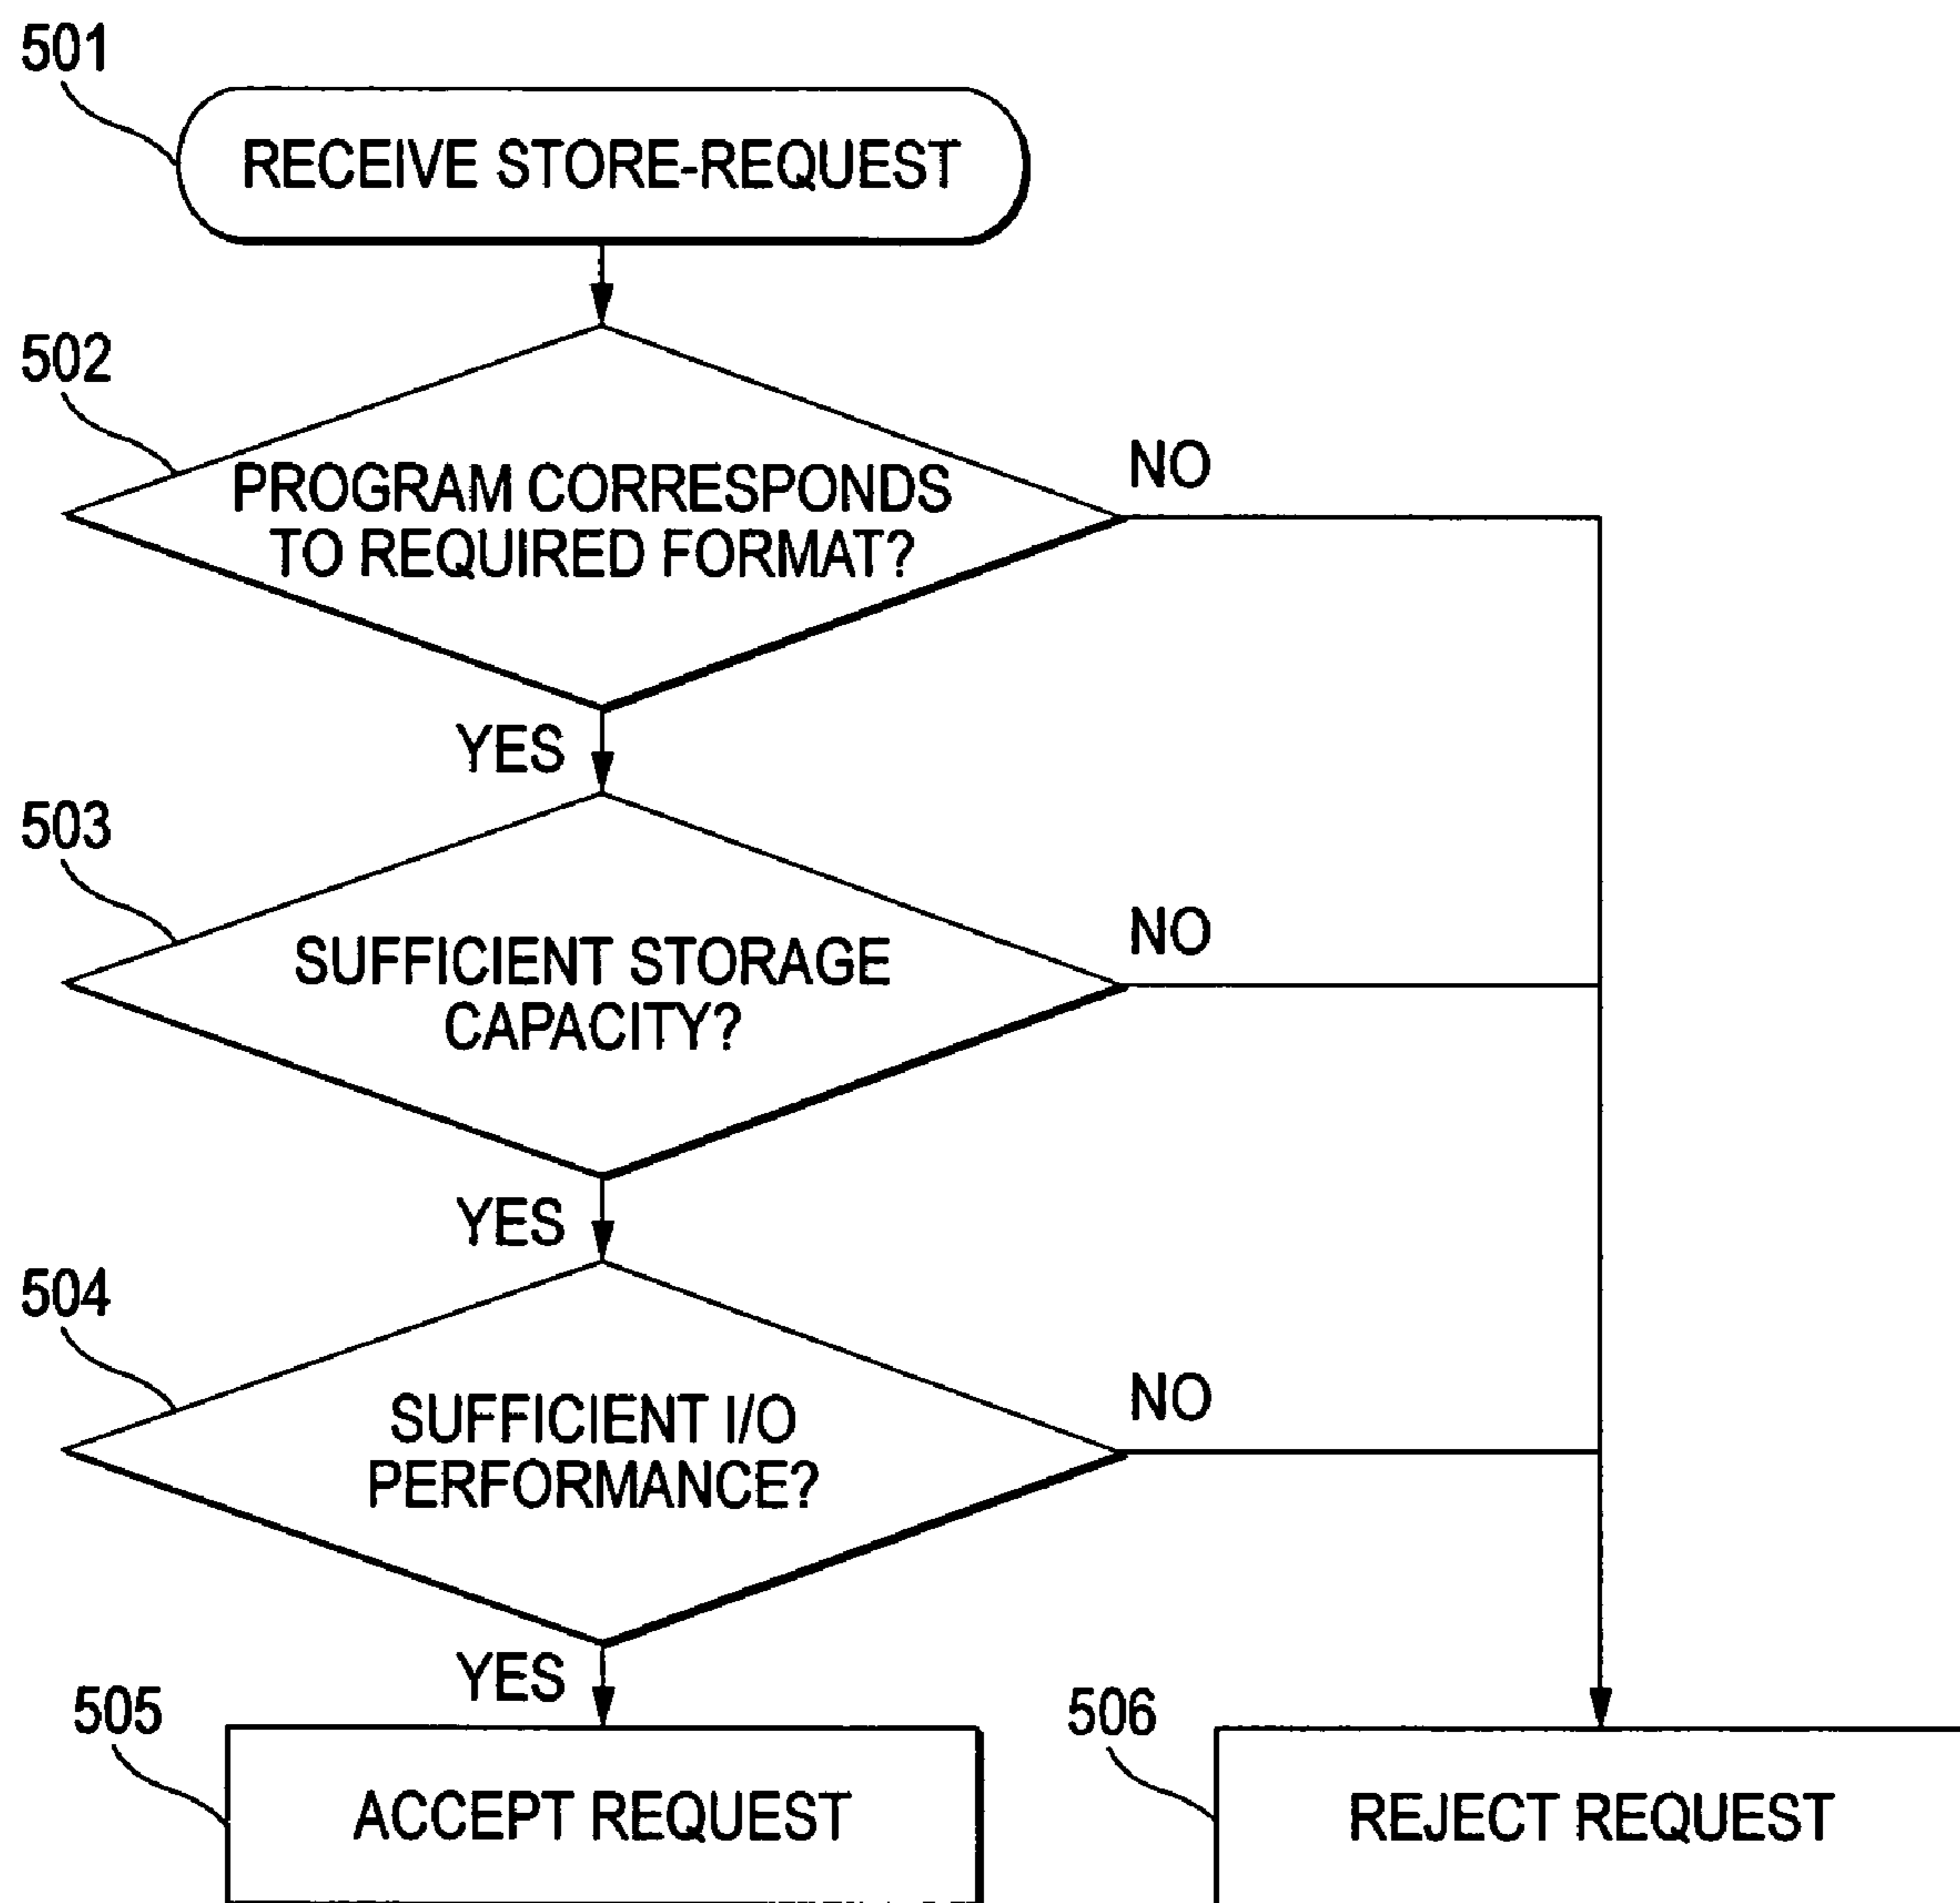 501
RECEIVE STORE-REQUEST
502
PROGRAM CORRESPONDS
TO REQUIRED FORMAT?
NO
YES
503
SUFFICIENT STORAGE
CAPACITY?
NO
YES
504
SUFFICIENT I/O
PERFORMANCE?
NO
YES
505
ACCEPT REQUEST
506
REJECT REQUEST